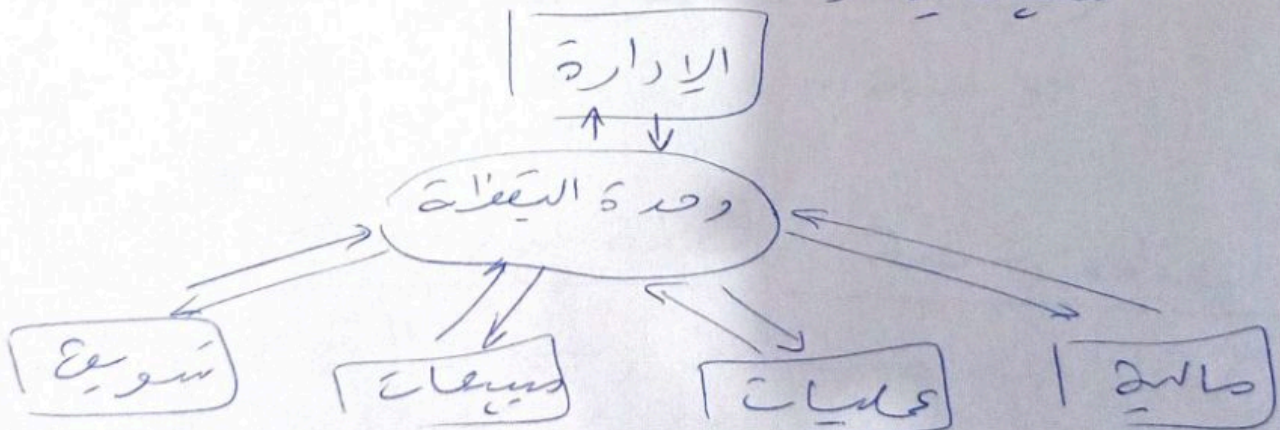 الإدارة
وحدة اليقظة
مالية عمليات مبيعات تسويق